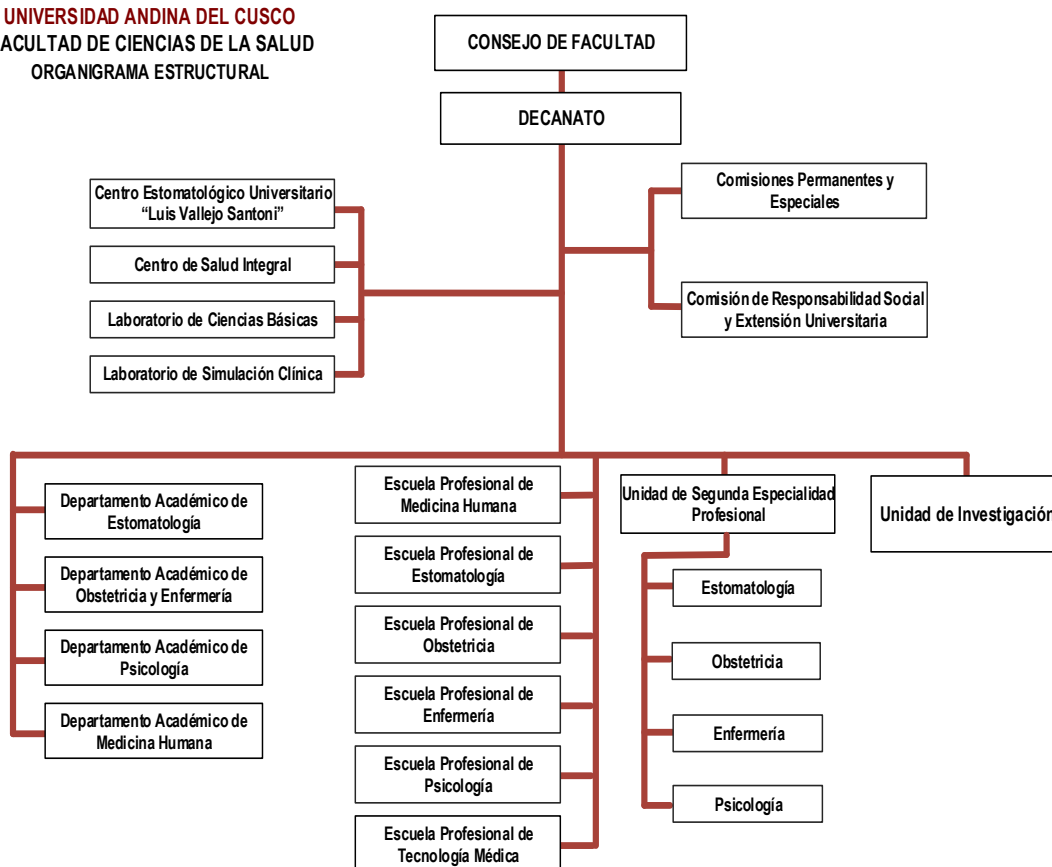 UNIVERSIDAD ANDINA DEL CUSCO
ACULTAD DE CIENCIAS DE LA SALUD
ORGANIGRAMA ESTRUCTURAL
CONSEJO DE FACULTAD
DECANATO
Centro Estomatológico Universitario
“Luis Vallejo Santoni”
Centro de Salud Integral
Laboratorio de Ciencias Básicas
Laboratorio de Simulación Clínica
Comisiones Permanentes y
Especiales
Comisión de Responsabilidad Social
y Extensión Universitaria
Departamento Académico de
Estomatología
Departamento Académico de
Obstetricia y Enfermería
Departamento Académico de
Psicología
Departamento Académico de
Medicina Humana
Escuela Profesional de
Medicina Humana
Escuela Profesional de
Estomatología
Escuela Profesional de
Obstetricia
Escuela Profesional de
Enfermería
Escuela Profesional de
Psicología
Escuela Profesional de
Tecnología Médica
Unidad de Segunda Especialidad
Profesional
Estomatología
Obstetricia
Enfermería
Psicología
Unidad de Investigación